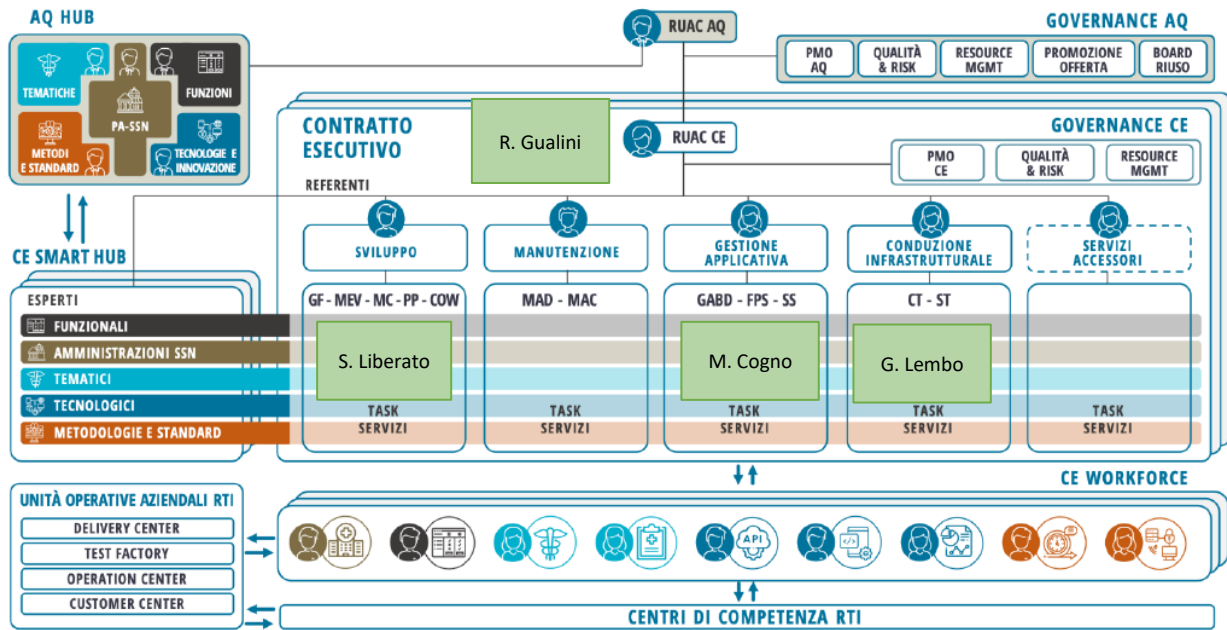 AQ HUB
TEMATICHE
FUNZIONI
PA-SSN
METODI
E STANDARD
TECNOLOGIE E
INNOVAZIONE
RUAC AQ
GOVERNANCE AQ
PMO
AQ
QUALITÀ
& RISK
RESOURCE
MGMT
PROMOZIONE
OFFERTA
BOARD
RIUSO
CONTRATTO
ESECUTIVO
R. Gualini
RUAC CE
GOVERNANCE CE
PMO
CE
QUALITÀ
& RISK
RESOURCE
MGMT
REFERENTI
SVILUPPO
MANUTENZIONE
GESTIONE
APPLICATIVA
CONDUZIONE
INFRASTRUTTURALE
SERVIZI
ACCESSORI
CE SMART HUB
ESPERTI
FUNZIONALI
AMMINISTRAZIONI SSN
TEMATICI
TECNOLOGICI
METODOLOGIE E STANDARD
GF - MEV - MC - PP - COW
MAD - MAC
GABD - FPS - SS
CT - ST
S. Liberato
M. Cogno
G. Lembo
TASK
SERVIZI
TASK
SERVIZI
TASK
SERVIZI
TASK
SERVIZI
TASK
SERVIZI
CE WORKFORCE
API
UNITÀ OPERATIVE AZIENDALI RTI
DELIVERY CENTER
TEST FACTORY
OPERATION CENTER
CUSTOMER CENTER
CENTRI DI COMPETENZA RTI